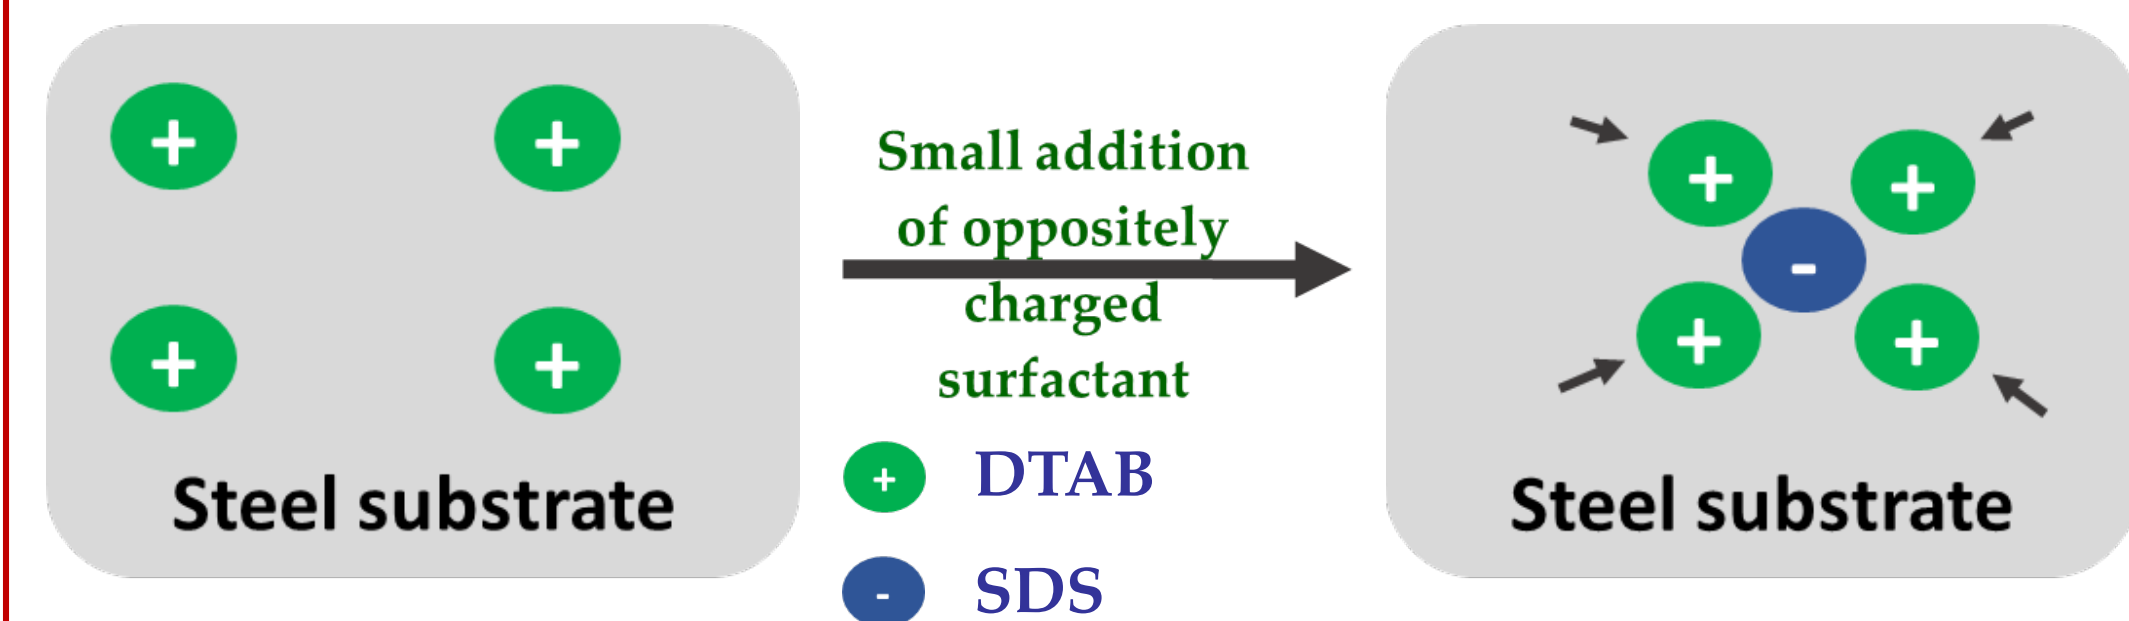 + +
+ +
Steel substrate
Small addition
of oppositely
charged
surfactant
+ DTAB
- SDS
+ +
-
+ +
Steel substrate